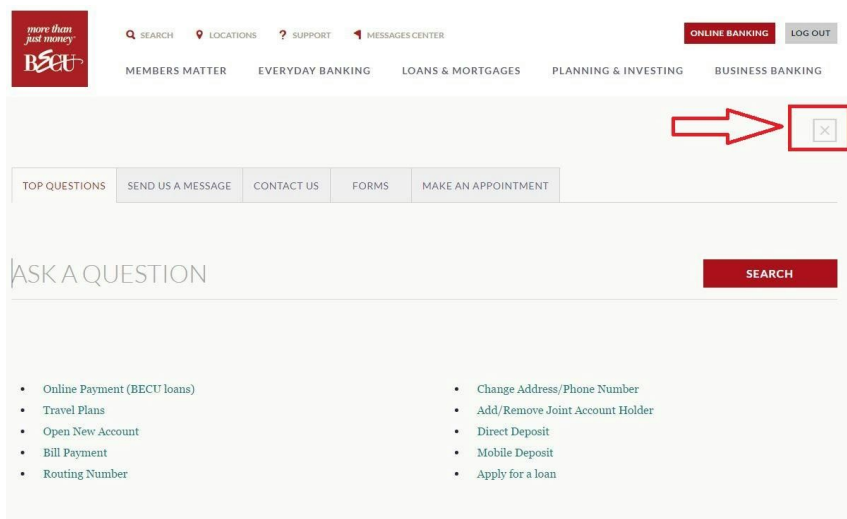 more than
just money™
BECU
SEARCH LOCATIONS SUPPORT MESSAGES CENTER
ONLINE BANKING LOG OUT
MEMBERS MATTER EVERYDAY BANKING LOANS & MORTGAGES PLANNING & INVESTING BUSINESS BANKING
TOP QUESTIONS SEND US A MESSAGE CONTACT US FORMS MAKE AN APPOINTMENT
ASK A QUESTION
SEARCH
• Online Payment (BECU loans)
• Travel Plans
• Open New Account
• Bill Payment
• Routing Number
• Change Address/Phone Number
• Add/Remove Joint Account Holder
• Direct Deposit
• Mobile Deposit
• Apply for a loan